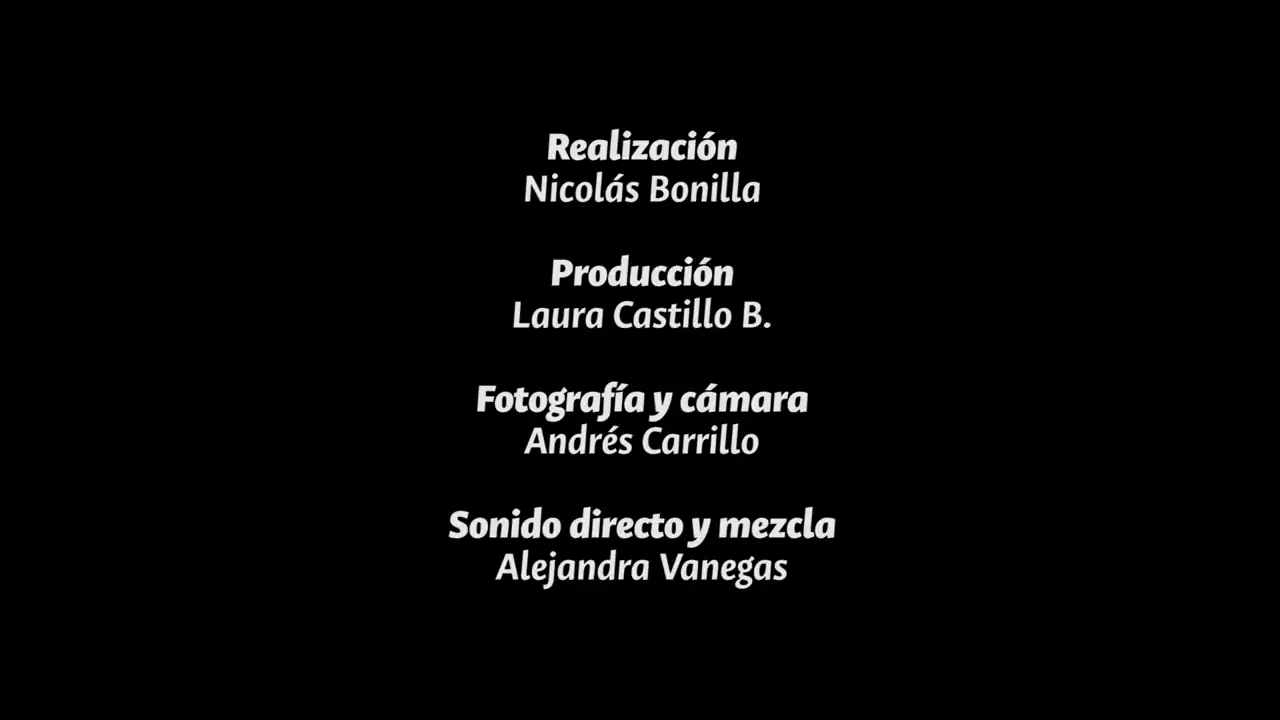 Realización
Nicolás Bonilla
Producción
Laura Castillo B.
Fotografía y cámara
Andrés Carrillo
Sonido directo y mezcla
Alejandra Vanegas